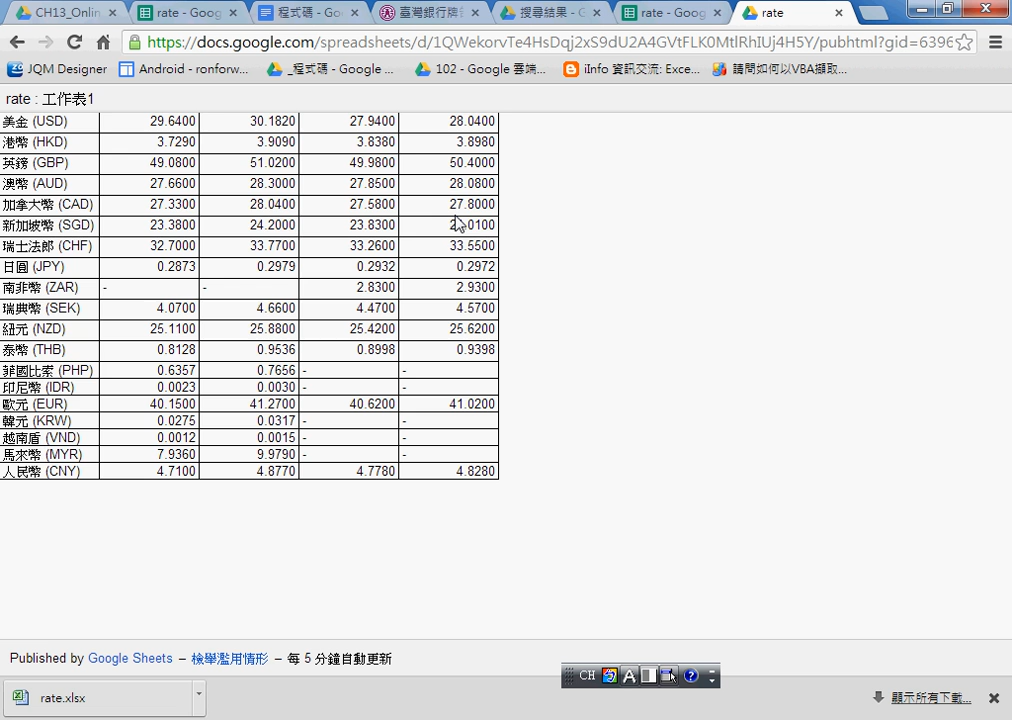 CH13_Onlin
rate - Goog
程式碼 - Go
臺灣銀行牌告
搜尋結果 - G
rate - Goog
rate
https://docs.google.com/spreadsheets/d/1QWekorvTe4HsDqj2xS9dU2A4GVtFLK0MtlRhIUj4H5Y/pubhtml?gid=6396
JQM Designer
Android - ronforw...
_程式碼 - Google ...
102 - Google 雲端...
iInfo 資訊交流: Exce...
請問如何以VBA擷取...
rate : 工作表1
美金 (USD) 29.6400 30.1820 27.9400 28.0400
港幣 (HKD) 3.7290 3.9090 3.8380 3.8980
英鎊 (GBP) 49.0800 51.0200 49.9800 50.4000
澳幣 (AUD) 27.6600 28.3000 27.8500 28.0800
加拿大幣 (CAD) 27.3300 28.0400 27.5800 27.8000
新加坡幣 (SGD) 23.3800 24.2000 23.8300
瑞士法郎 (CHF) 32.7000 33.7700 33.2600 33.5500
日圓 (JPY) 0.2873 0.2979 0.2932 0.2972
南非幣 (ZAR) - - 2.8300 2.9300
瑞典幣 (SEK) 4.0700 4.6600 4.4700 4.5700
紐元 (NZD) 25.1100 25.8800 25.4200 25.6200
泰幣 (THB) 0.8128 0.9536 0.8998 0.9398
菲國比索 (PHP) 0.6357 0.7656 - -
印尼幣 (IDR) 0.0023 0.0030 - -
歐元 (EUR) 40.1500 41.2700 40.6200 41.0200
韓元 (KRW) 0.0275 0.0317 - -
越南盾 (VND) 0.0012 0.0015 - -
馬來幣 (MYR) 7.9360 9.9790 - -
人民幣 (CNY) 4.7100 4.8770 4.7780 4.8280
Published by Google Sheets – 檢舉濫用情形 – 每 5 分鐘自動更新
CH A ?
rate.xlsx
顯示所有下載...